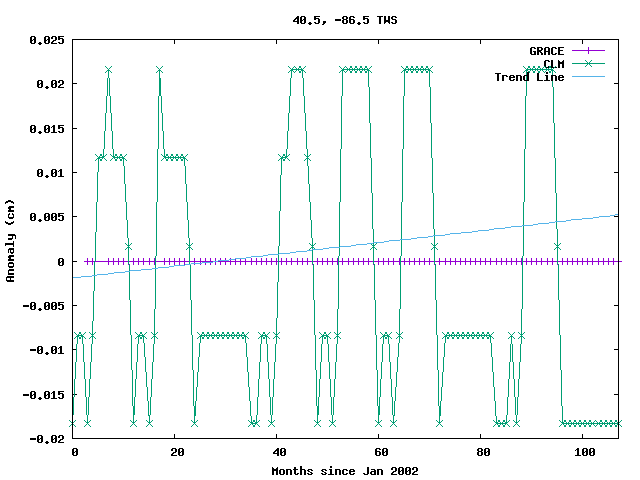 40.5, -86.5 TWS
GRACE
CLM
Trend Line
0.025
0.02
0.015
0.01
0.005
0
-0.005
-0.01
-0.015
-0.02
Anomaly (cm)
0 20 40 60 80 100
Months since Jan 2002